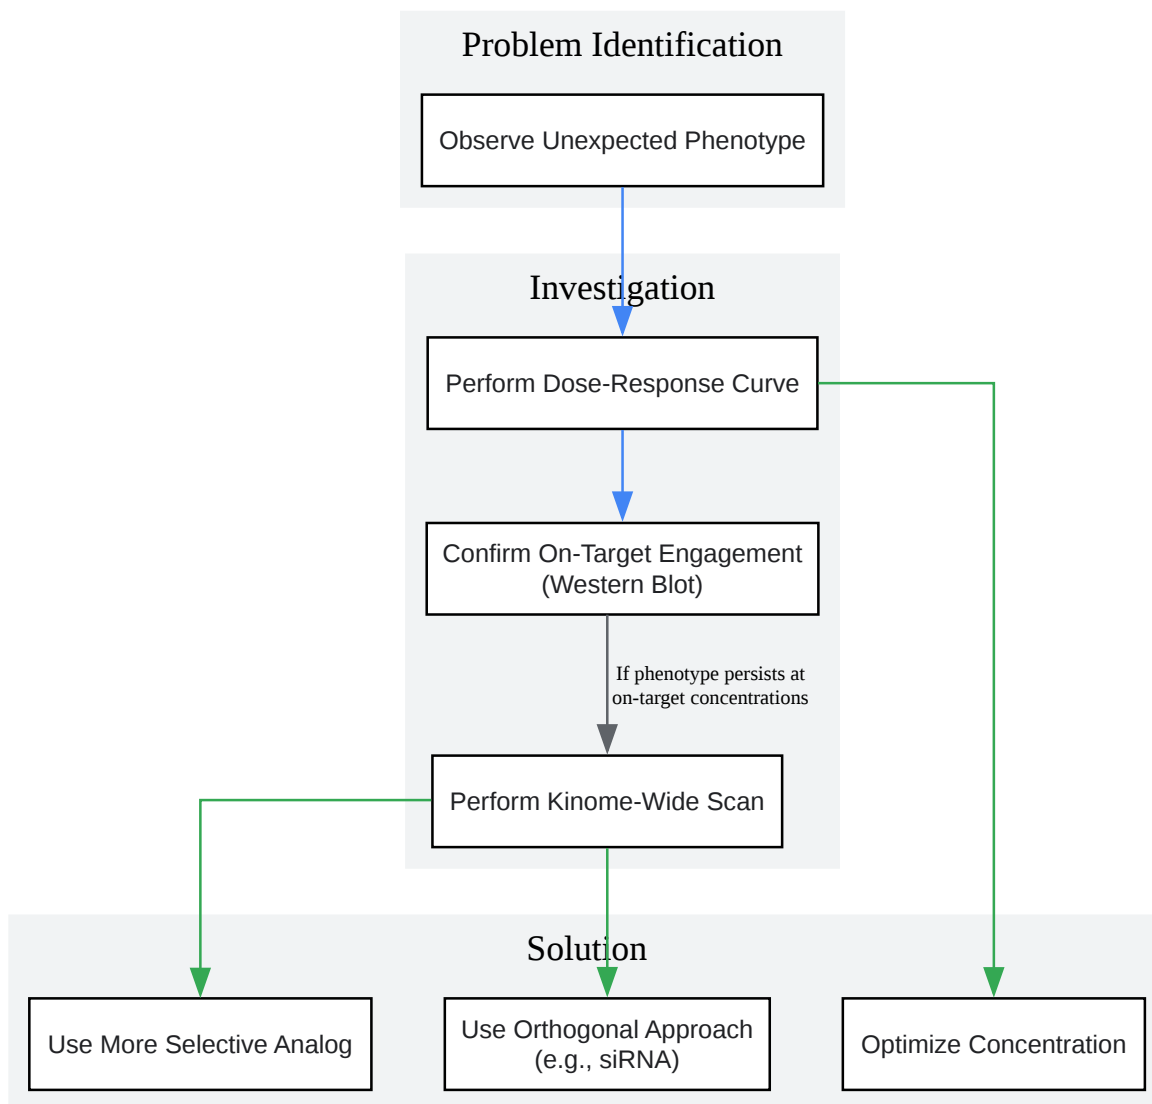 Problem Identification
Observe Unexpected Phenotype
Investigation
Perform Dose-Response Curve
Confirm On-Target Engagement
(Western Blot)
If phenotype persists at
on-target concentrations
Perform Kinome-Wide Scan
Solution
Use More Selective Analog
Use Orthogonal Approach
(e.g., siRNA)
Optimize Concentration